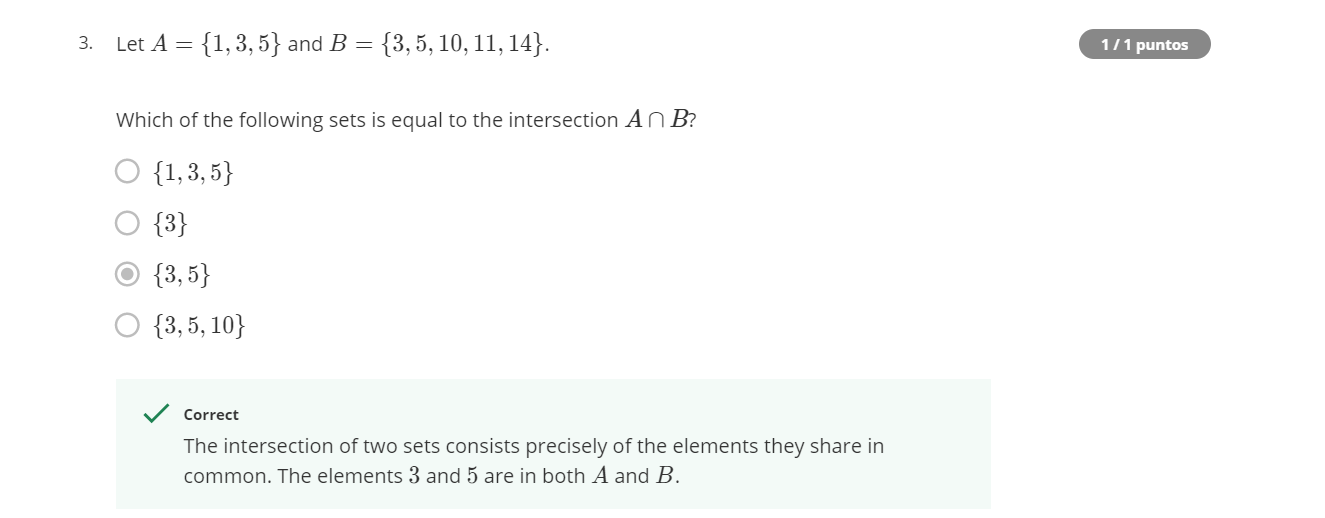 3. Let A = {1, 3, 5} and B = {3, 5, 10, 11, 14}.
1 / 1 puntos
Which of the following sets is equal to the intersection A ∩ B?
{1, 3, 5}
{3}
{3, 5}
{3, 5, 10}
Correct
The intersection of two sets consists precisely of the elements they share in
common. The elements 3 and 5 are in both A and B.